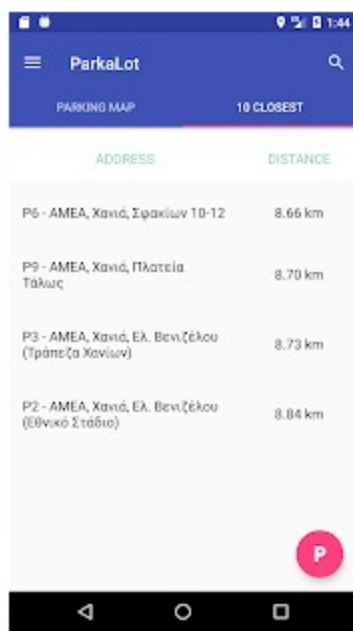 1:44
ParkaLot
PARKING MAP
10 CLOSEST
ADDRESS
DISTANCE
P6 - ΑΜΕΑ, Χανιά, Σφακίων 10-12
8.66 km
P9 - ΑΜΕΑ, Χανιά, Πλατεία
Τάλως
8.70 km
P3 - ΑΜΕΑ, Χανιά, Ελ. Βενιζέλου
(Τράπεζα Χανίων)
8.73 km
P2 - ΑΜΕΑ, Χανιά, Ελ. Βενιζέλου
(Εθνικό Στάδιο)
8.84 km
P